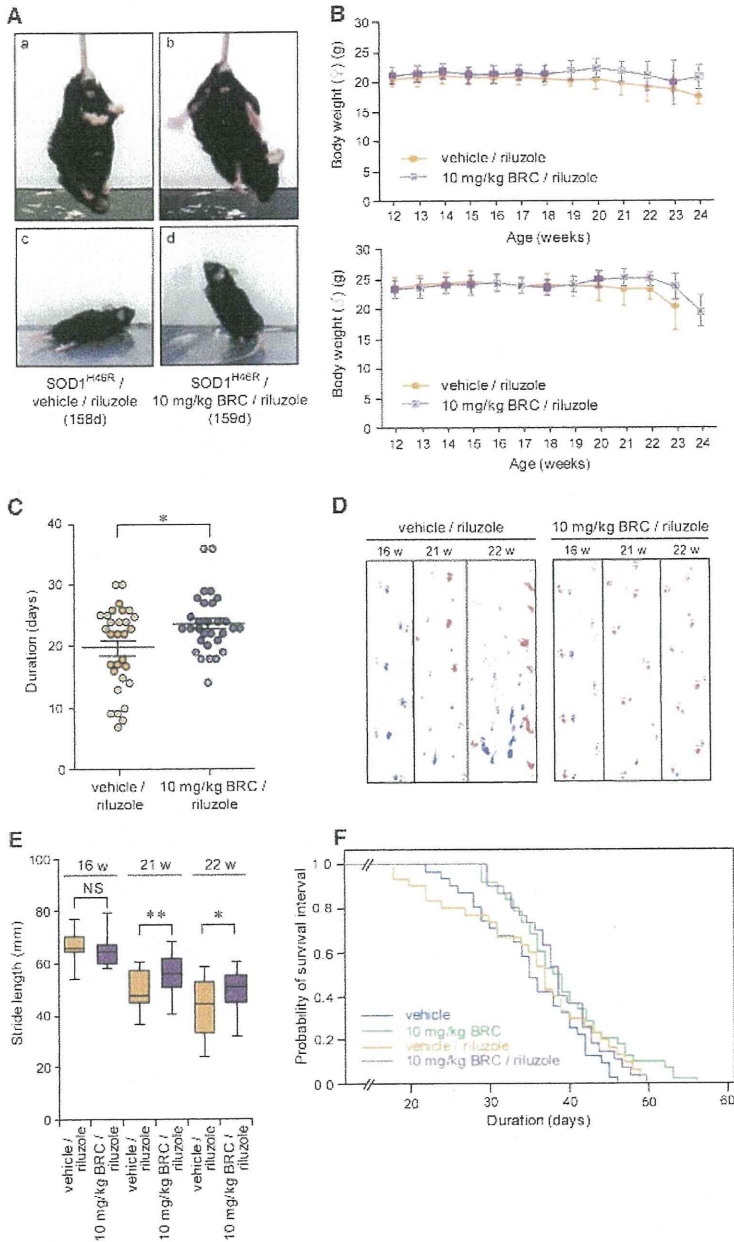 A
a
b
c
d
SOD1H46R /
vehicle / riluzole
(158d)
SOD1H46R /
10 mg/kg BRC / riluzole
(159d)
B
Body weight (♀) (g)
30
25
20
15
10
5
0
vehicle / riluzole
10 mg/kg BRC / riluzole
12 13 14 15 16 17 18 19 20 21 22 23 24
Age (weeks)
Body weight (♂) (g)
30
25
20
15
10
5
0
vehicle / riluzole
10 mg/kg BRC / riluzole
12 13 14 15 16 17 18 19 20 21 22 23 24
Age (weeks)
C
Duration (days)
40
30
20
10
0
*
vehicle /
riluzole
10 mg/kg BRC /
riluzole
D
vehicle / riluzole
16 w 21 w 22 w
10 mg/kg BRC / riluzole
16 w 21 w 22 w
E
Stride length (mm)
100
80
60
40
20
0
16 w 21 w 22 w
NS ** *
vehicle /
riluzole
10 mg/kg BRC /
riluzole
vehicle /
riluzole
10 mg/kg BRC /
riluzole
vehicle /
riluzole
10 mg/kg BRC /
riluzole
F
Probability of survival interval
1.0
0.8
0.6
0.4
0.2
0.0
vehicle
10 mg/kg BRC
vehicle / riluzole
10 mg/kg BRC / riluzole
20 30 40 50 60
Duration (days)